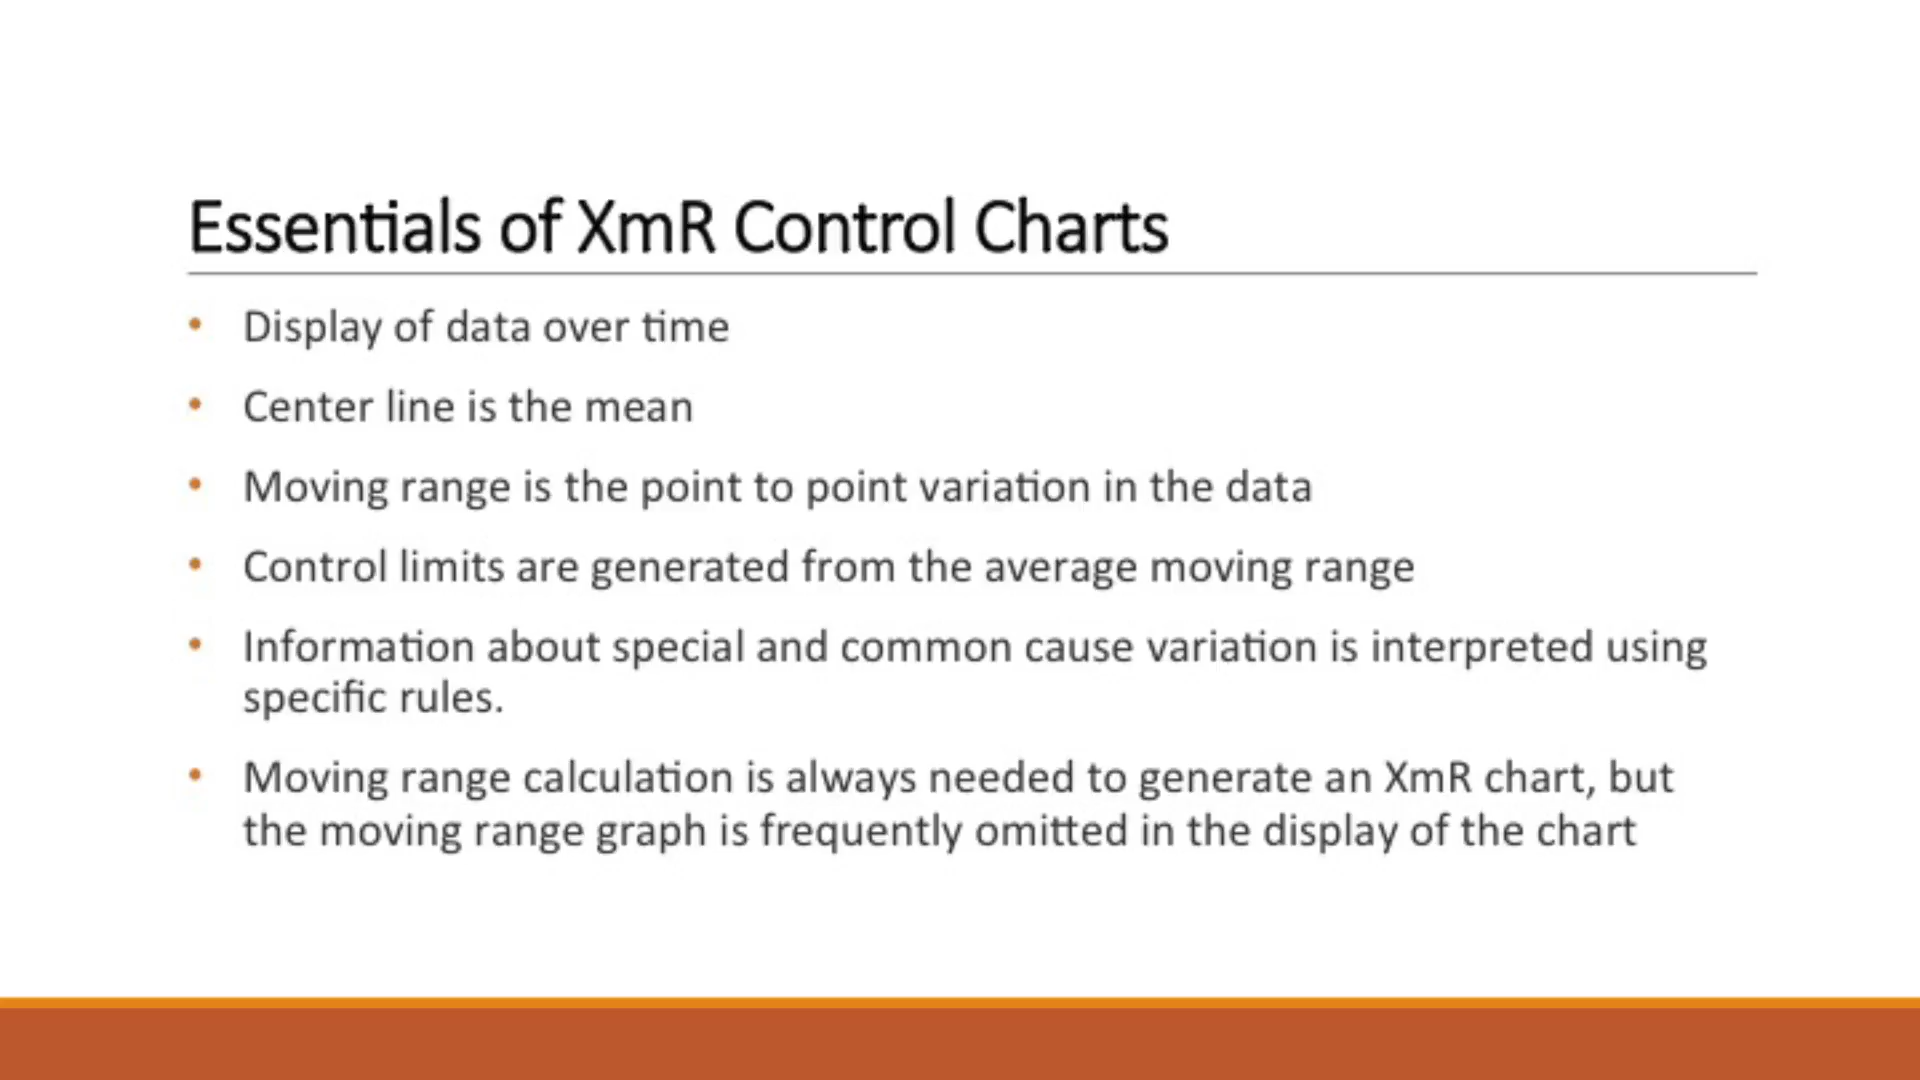 Essentials of XmR Control Charts
• Display of data over time
• Center line is the mean
• Moving range is the point to point variation in the data
• Control limits are generated from the average moving range
• Information about special and common cause variation is interpreted using
specific rules.
• Moving range calculation is always needed to generate an XmR chart, but
the moving range graph is frequently omitted in the display of the chart